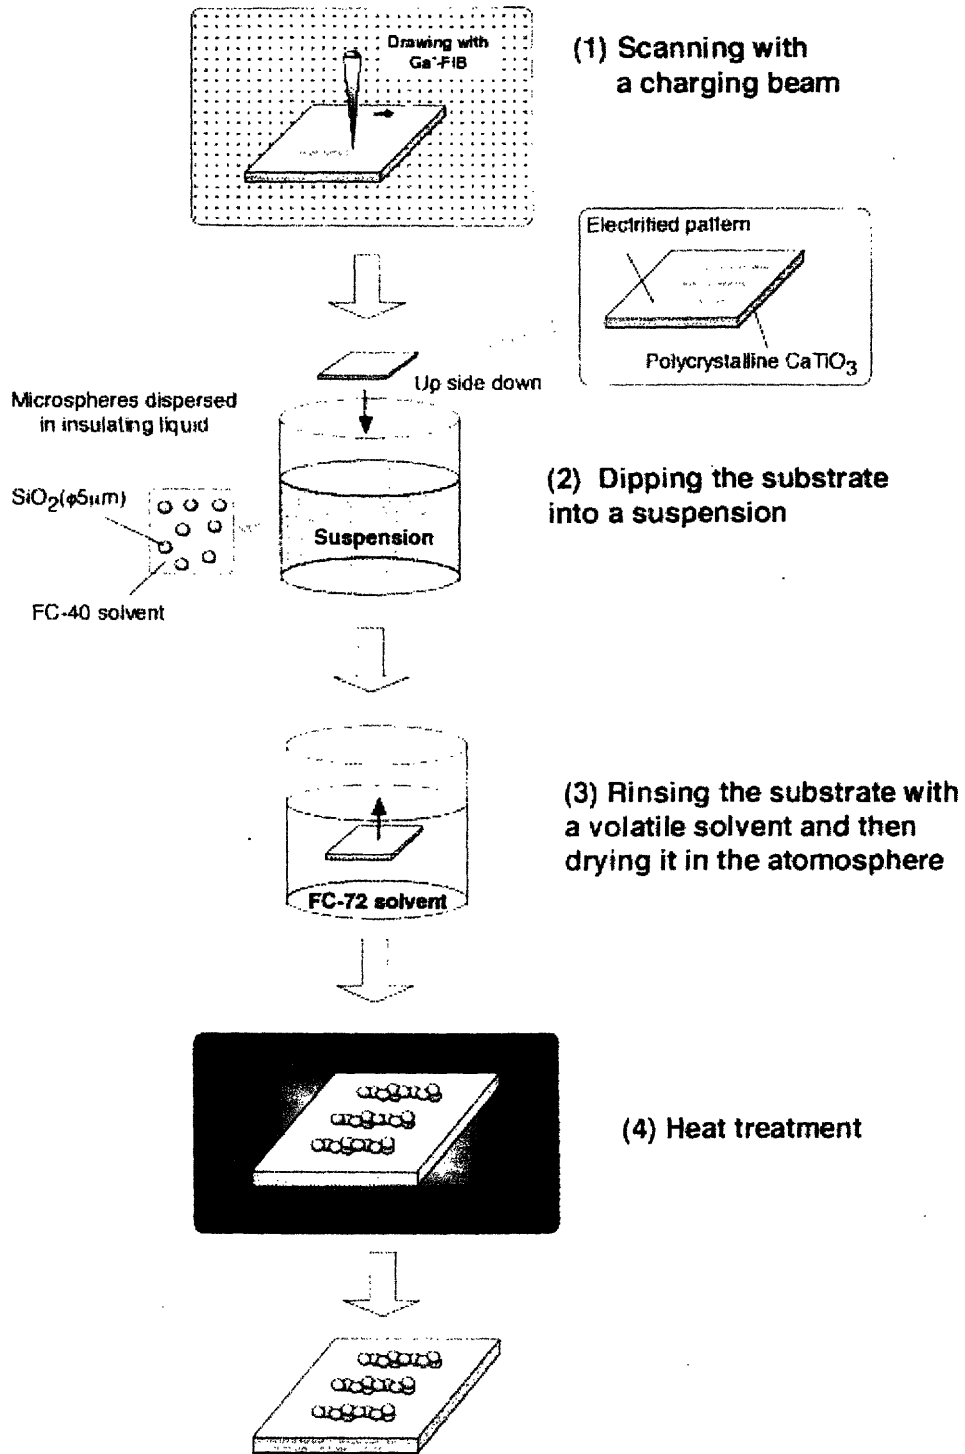 Drawing with
Ga⁺-FIB
(1) Scanning with
a charging beam
Electrified pattern
Polycrystalline CaTiO₃
Up side down
Microspheres dispersed
in insulating liquid
SiO₂(φ5μm)
Suspension
FC-40 solvent
(2) Dipping the substrate
into a suspension
(3) Rinsing the substrate with
a volatile solvent and then
drying it in the atomosphere
FC-72 solvent
(4) Heat treatment